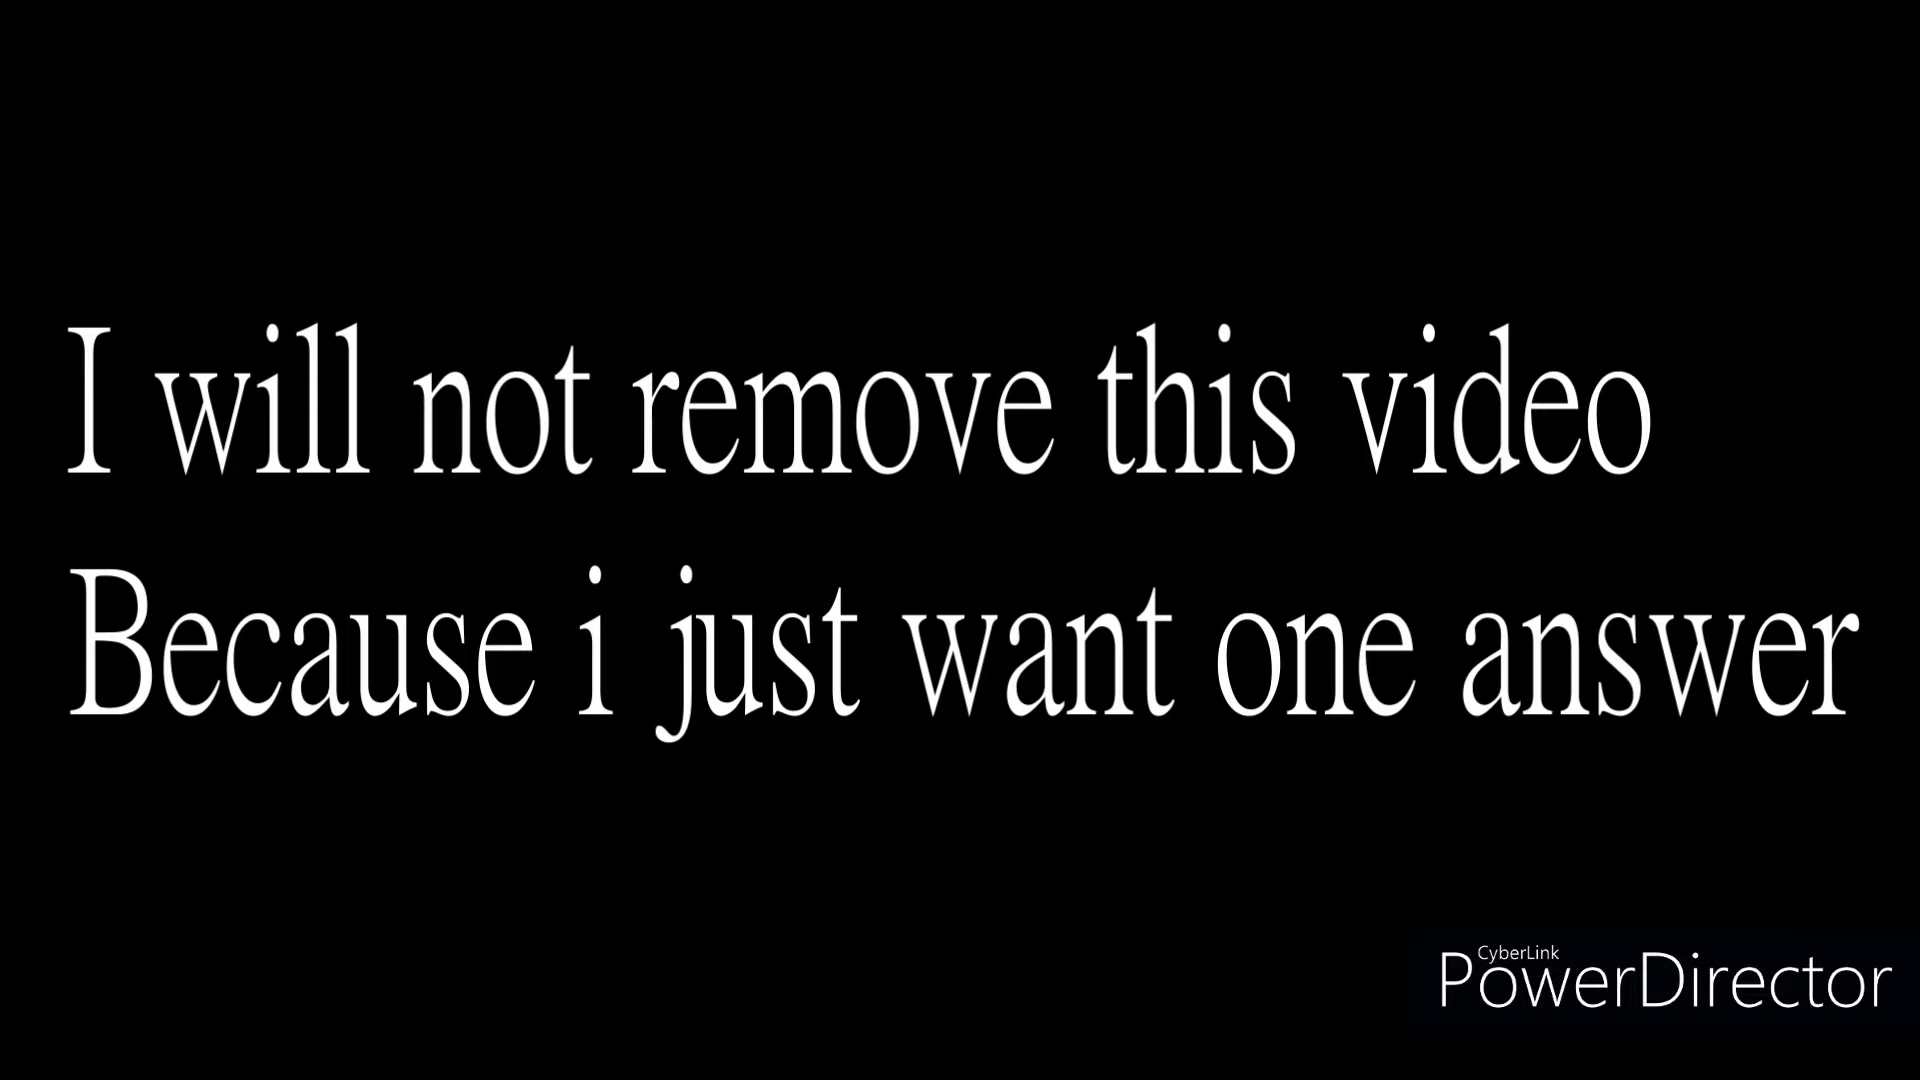 I will not remove this video
Because i just want one answer
CyberLink
PowerDirector